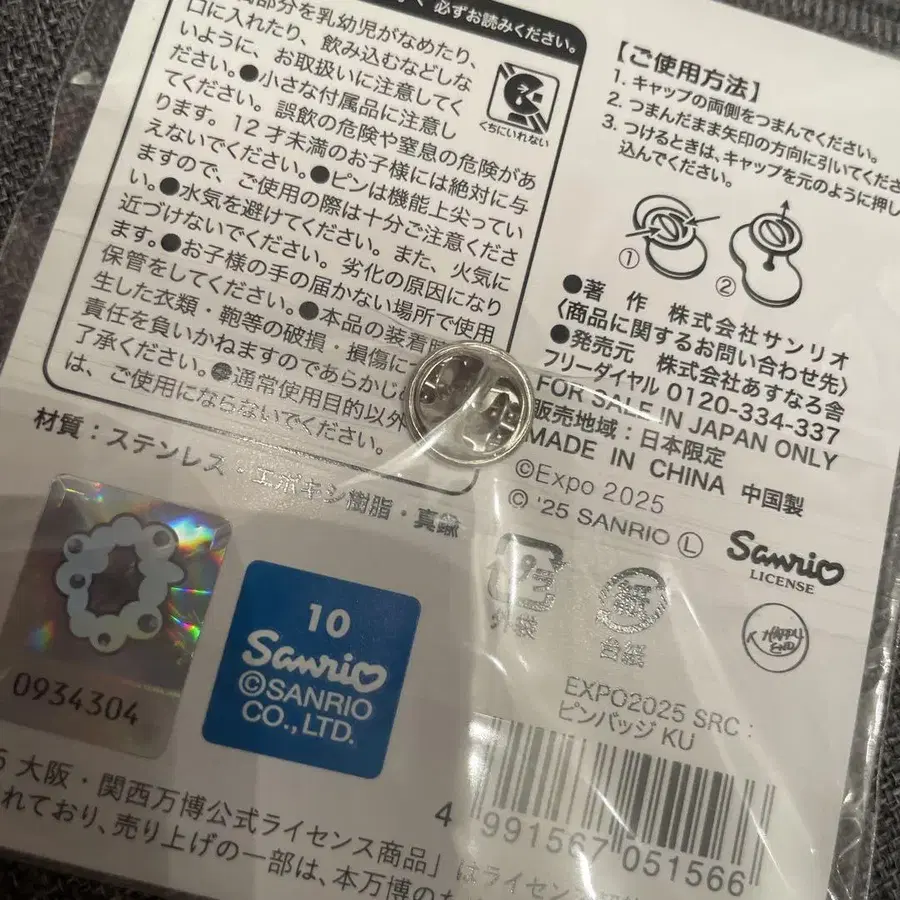 く、必ずお読みください。
部分を乳幼児がなめたり、
口に入れたり、飲み込むなどしな
いように、お取扱いに注意してく
ださい。●小さな付属品に注意し
てください。誤飲の危険や窒息の危険があ
ります。12才未満のお子様には絶対に与
えないでください。●ピンは機能上尖ってい
ますので、ご使用の際は十分ご注意くださ
い。●水気を避けてください。また、火気に
近づけないでください。劣化の原因になり
ます。●お子様の手の届かない場所で使用
保管をしてください。●本品の装着
生した衣類・鞄等の破損・損傷に
責任を負いかねますのであらかじめ
了承ください。●通常使用目的以外
は、ご使用にならないでください。
くちにいれない
材質:ステンレス・エポキシ樹脂・真鍮
【ご使用方法】
1. キャップの両側をつまんでください。
2. つまんだまま矢印の方向に引いてくださ
3. つけるときは、キャップを元のように押し
込んでください。
① ②
●著 作 株式会社サンリオ
〈商品に関するお問い合わせ先〉
●発売元 株式会社あすなろ舎
フリーダイヤル 0120-334-337
FOR SALE IN JAPAN ONLY
販売地域:日本限定
MADE IN CHINA 中国製
©Expo 2025
© '25 SANRIO Ⓛ
Sanrio
LICENSE
外袋
台紙
HAPPY
END
0934304
10
Sanrio
©SANRIO
CO., LTD.
EXPO2025 SRC:
ピンバッジ KU
4 991567 051566
5 大阪・関西万博公式ライセンス商品」はライセンス
れており、売り上げの一部は、本万博の